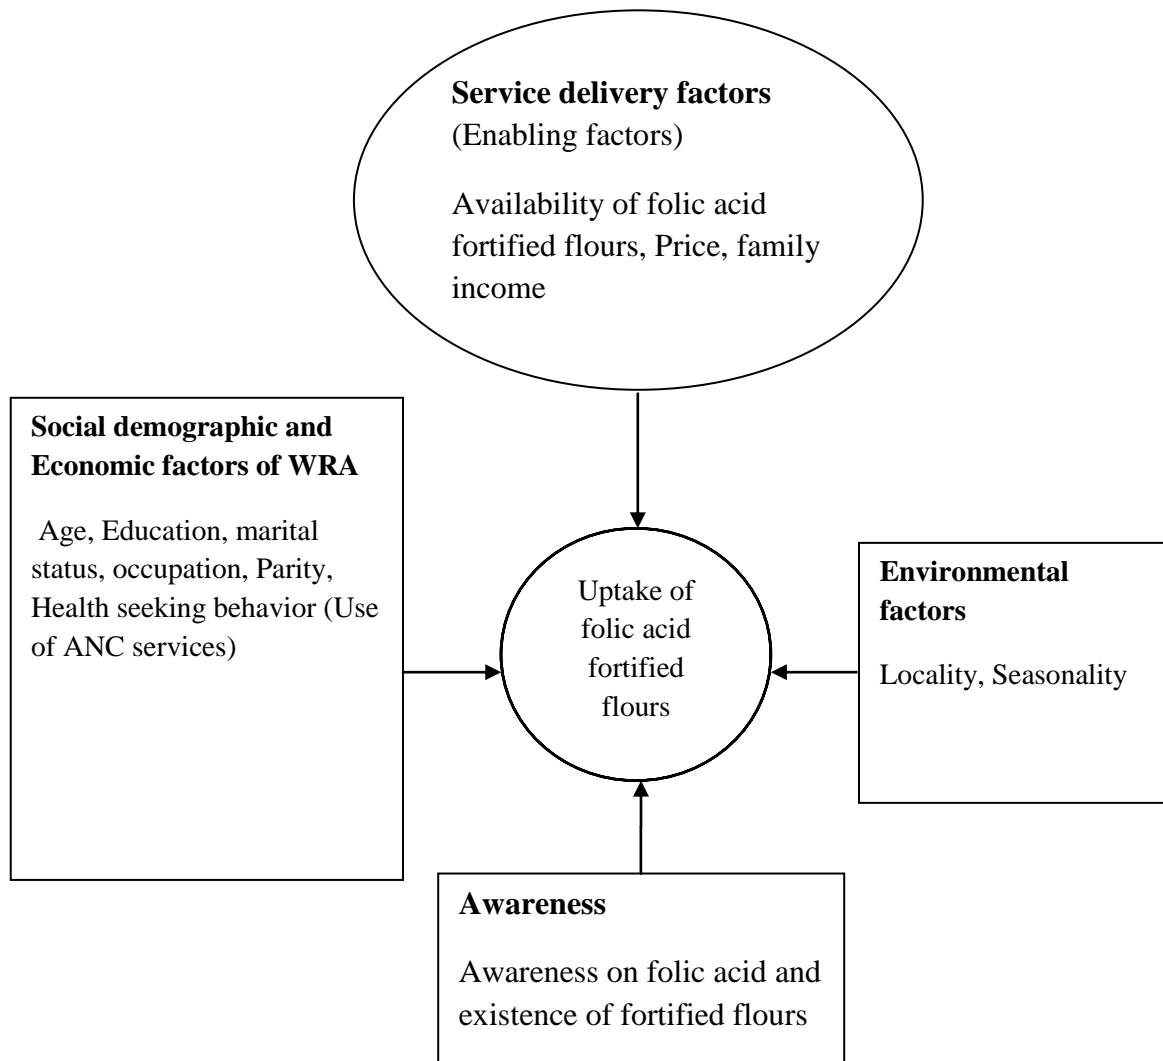 Service delivery factors
(Enabling factors)
Availability of folic acid
fortified flours, Price, family
income
Social demographic and
Economic factors of WRA
Age, Education, marital
status, occupation, Parity,
Health seeking behavior (Use
of ANC services)
Uptake of
folic acid
fortified
flours
Environmental
factors
Locality, Seasonality
Awareness
Awareness on folic acid and
existence of fortified flours